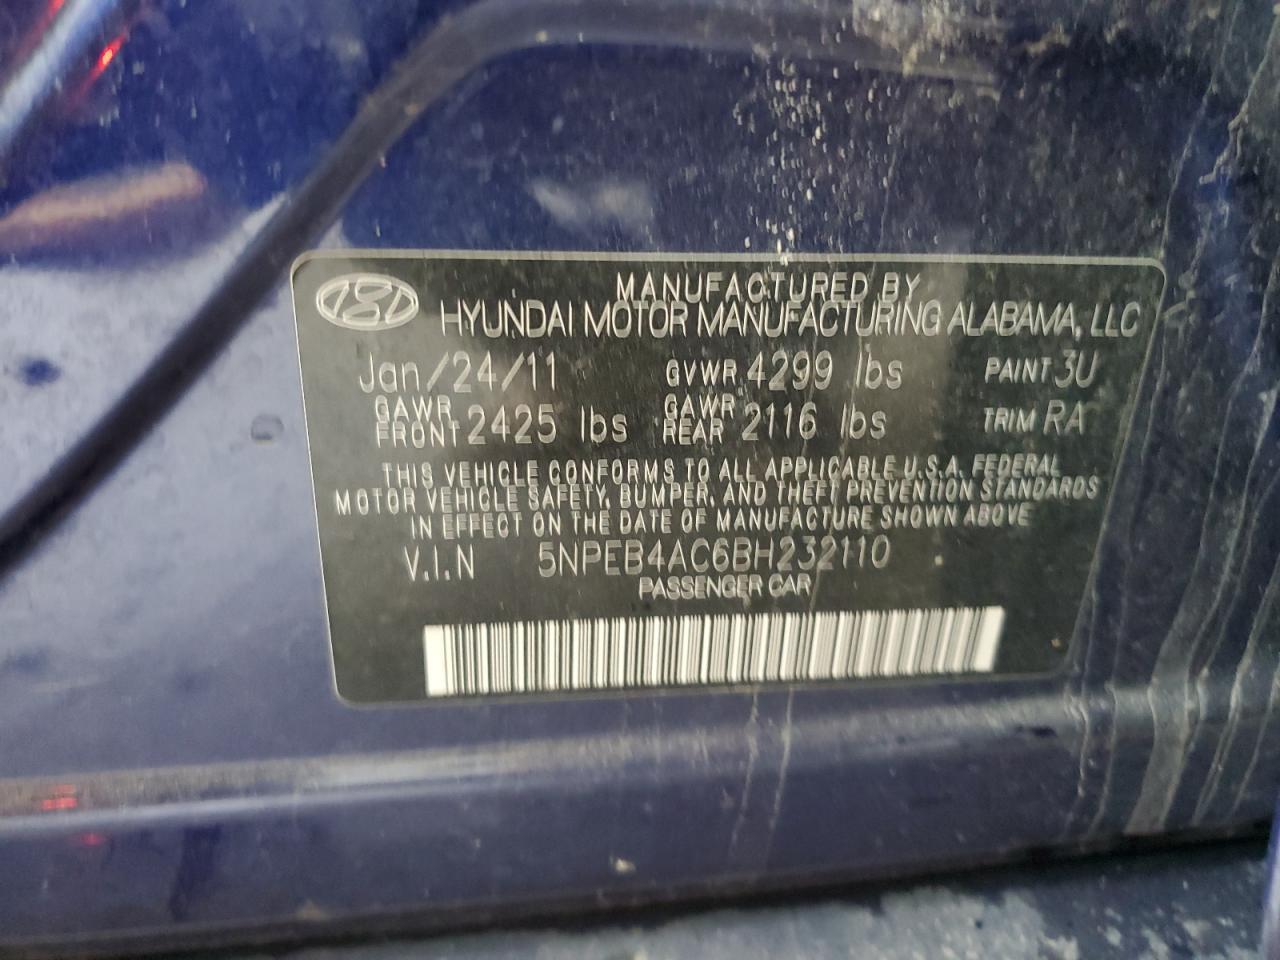 MANUFACTURED BY
HYUNDAI MOTOR MANUFACTURING ALABAMA, LLC
Jan/24/11 GVWR 4299 lbs PAINT 3U
GAWR FRONT 2425 lbs GAWR REAR 2116 lbs TRIM RA
THIS VEHICLE CONFORMS TO ALL APPLICABLE U.S.A. FEDERAL
MOTOR VEHICLE SAFETY, BUMPER, AND THEFT PREVENTION STANDARDS
IN EFFECT ON THE DATE OF MANUFACTURE SHOWN ABOVE
V.I.N 5NPEB4AC6BH232110
PASSENGER CAR